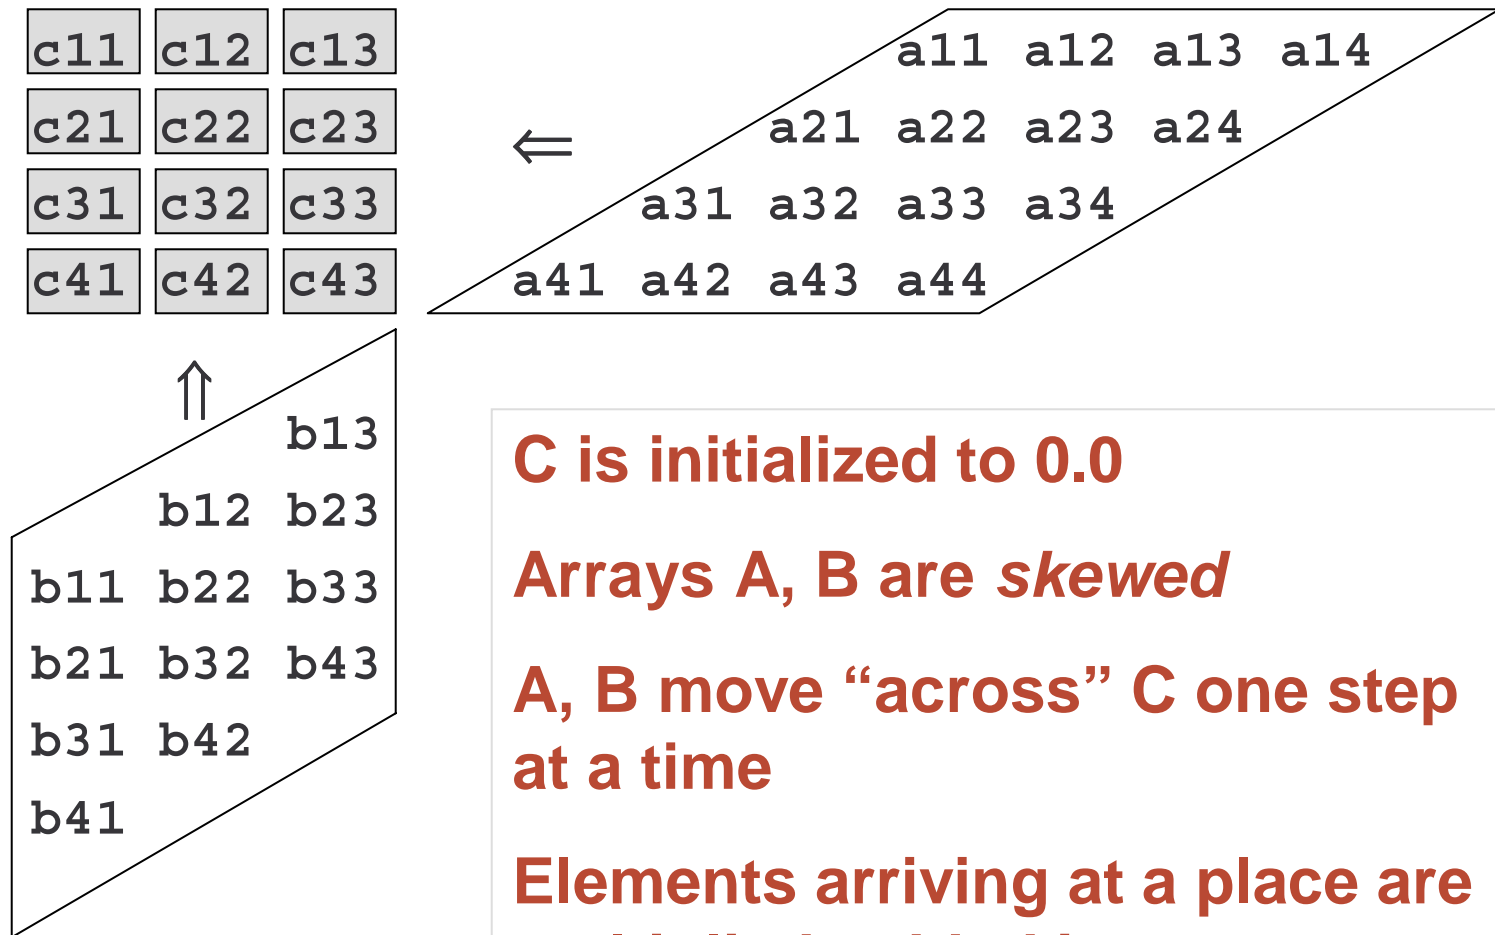 c11 c12 c13 a11 a12 a13 a14
c21 c22 c23 ⇐ a21 a22 a23 a24
c31 c32 c33 a31 a32 a33 a34
c41 c42 c43 a41 a42 a43 a44
⇑
b13
b12 b23
b11 b22 b33
b21 b32 b43
b31 b42
b41
C is initialized to 0.0
Arrays A, B are skewed
A, B move “across” C one step
at a time
Elements arriving at a place are